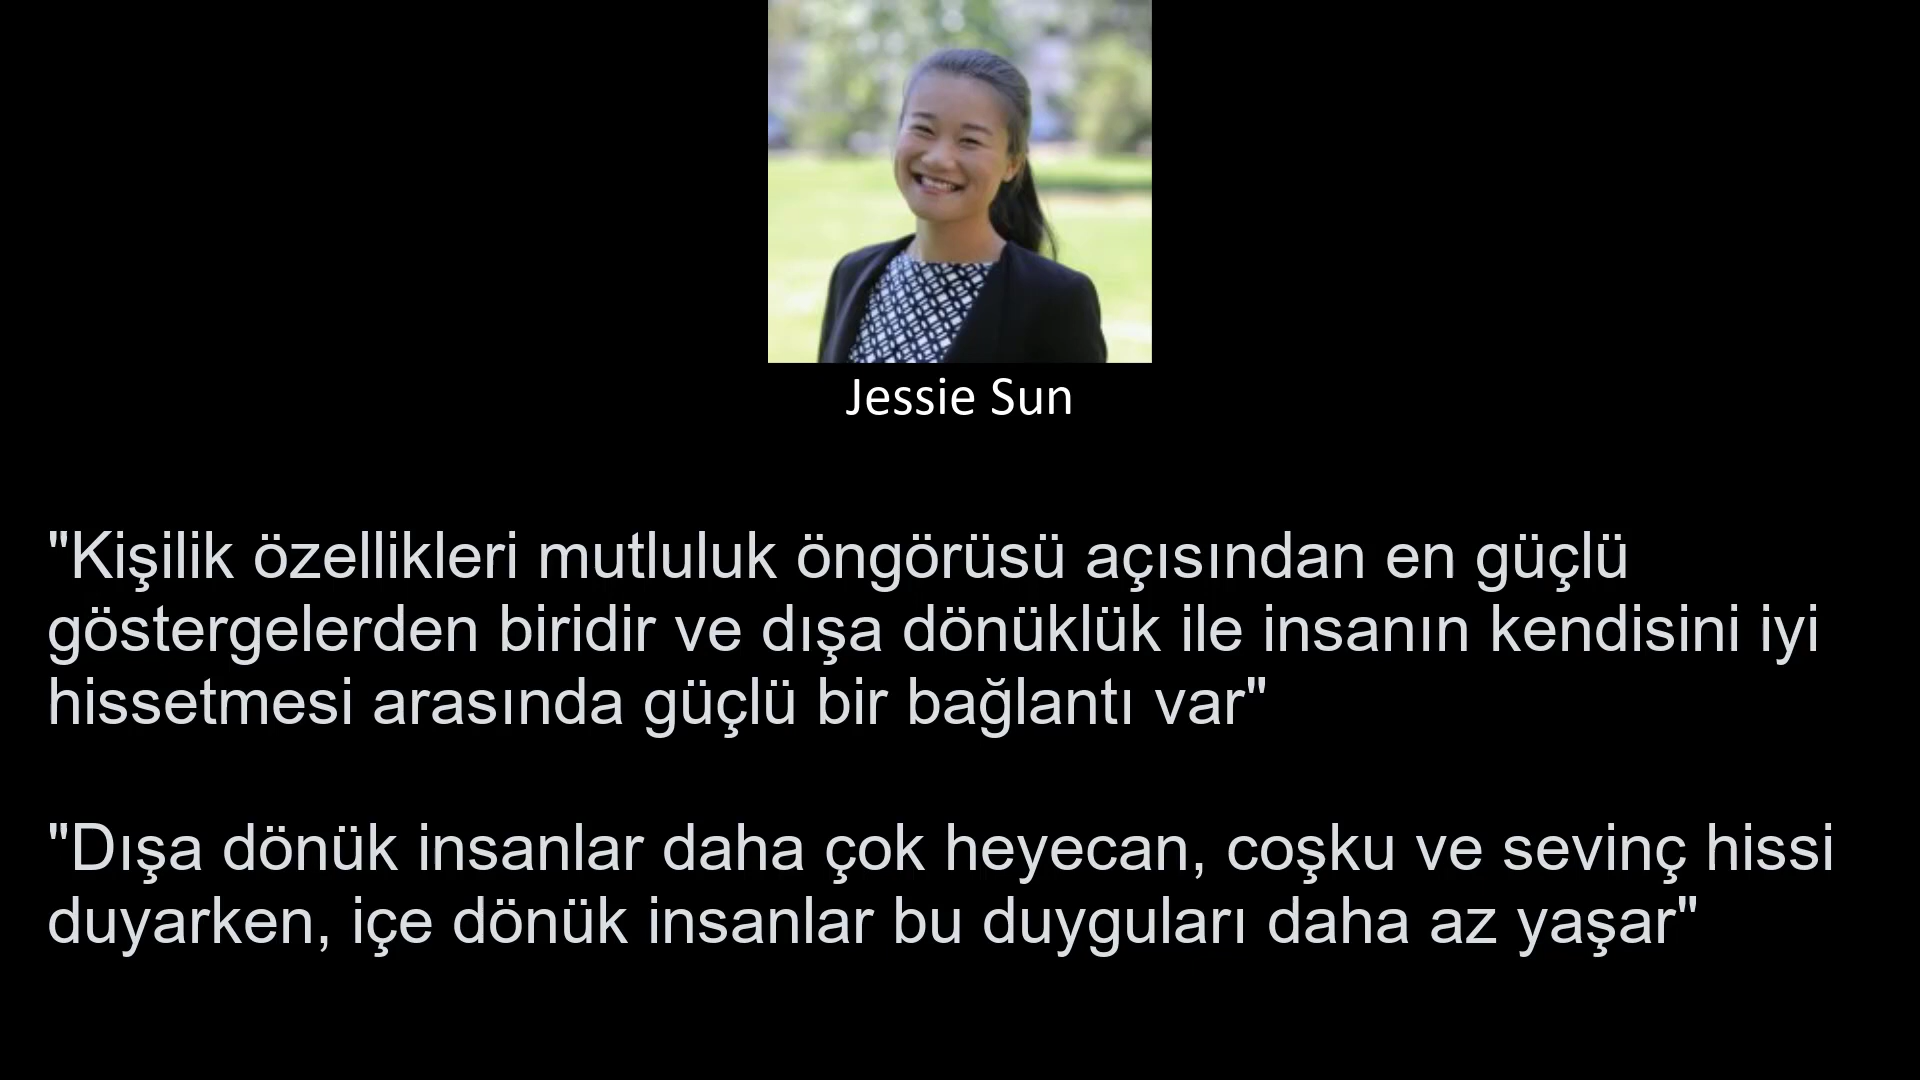 Jessie Sun
"Kişilik özellikleri mutluluk öngörüsü açısından en güçlü
göstergelerden biridir ve dışa dönüklük ile insanın kendisini iyi
hissetmesi arasında güçlü bir bağlantı var"
"Dışa dönük insanlar daha çok heyecan, coşku ve sevinç hissi
duyarken, içe dönük insanlar bu duyguları daha az yaşar"